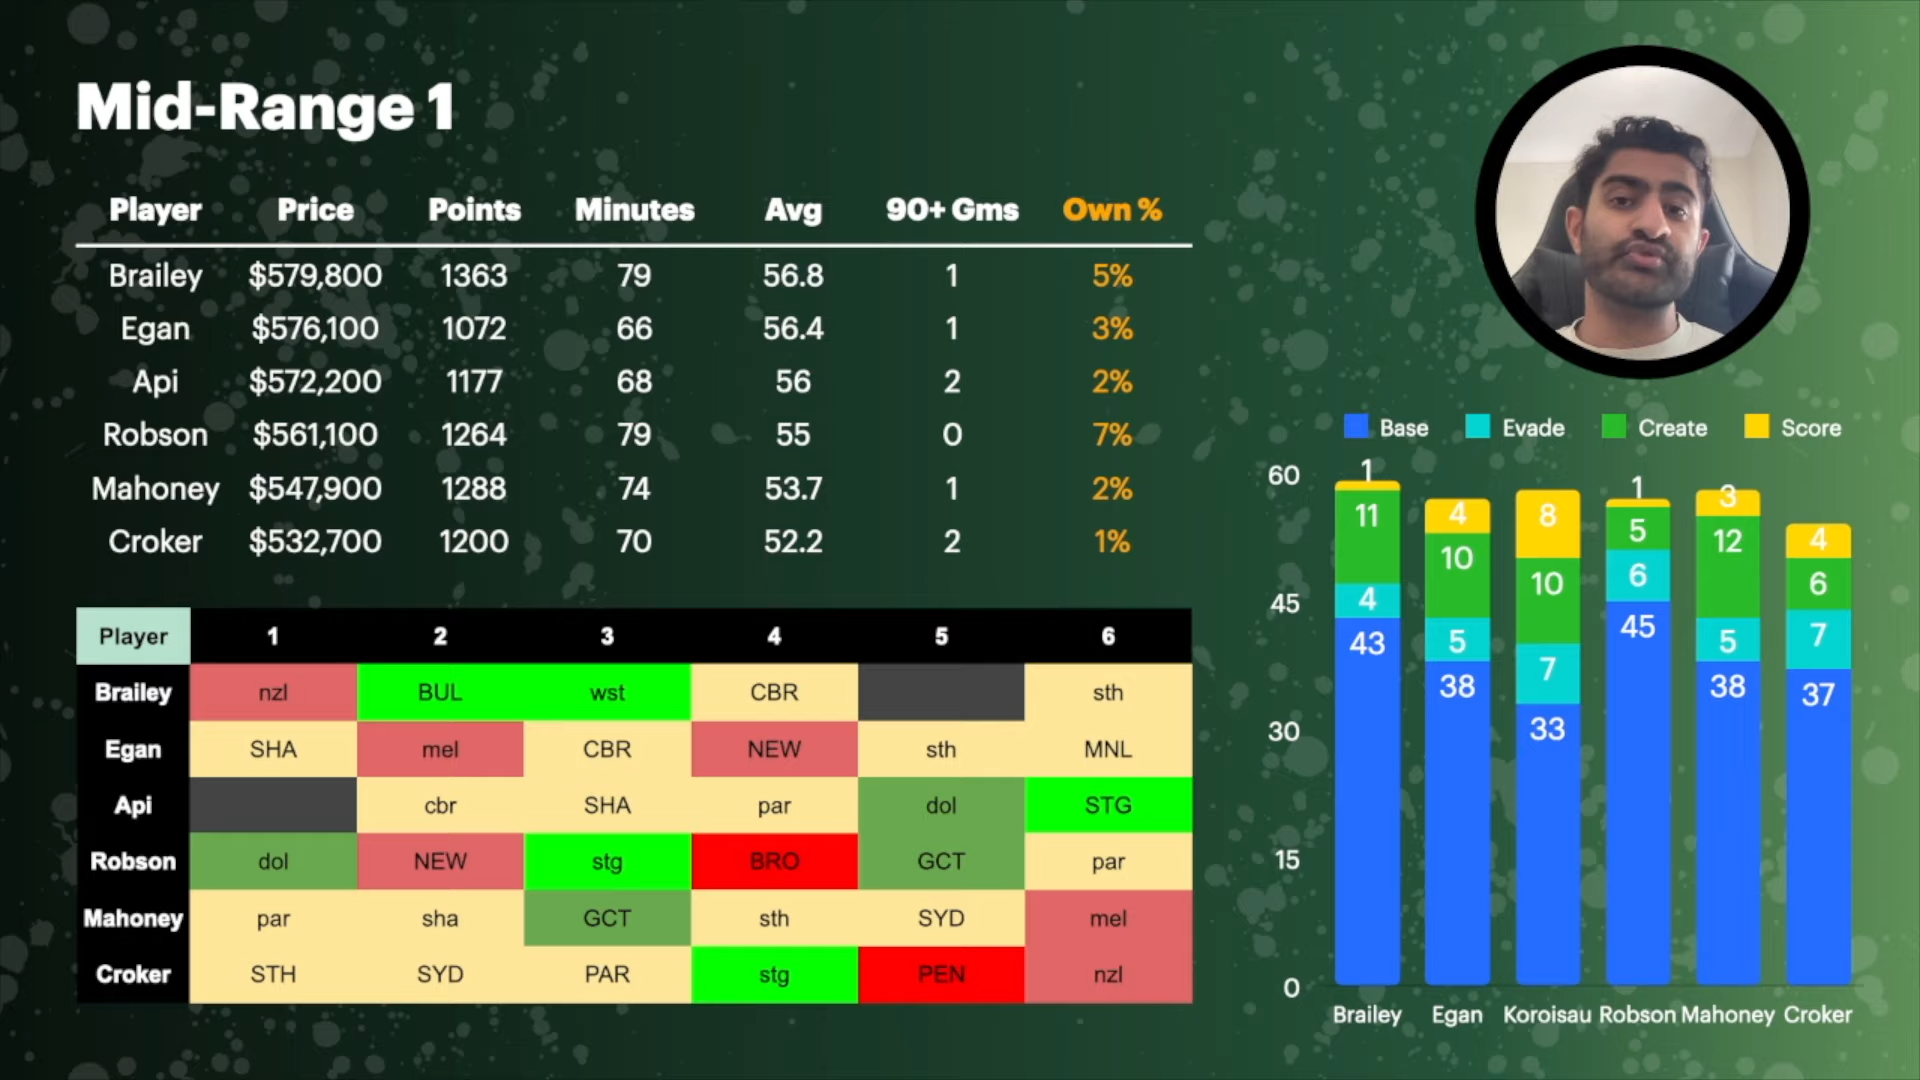 Mid-Range 1
Player Price Points Minutes Avg 90+ Gms Own %
Brailey $579,800 1363 79 56.8 1 5%
Egan $576,100 1072 66 56.4 1 3%
Api $572,200 1177 68 56 2 2%
Robson $561,100 1264 79 55 0 7%
Mahoney $547,900 1288 74 53.7 1 2%
Croker $532,700 1200 70 52.2 2 1%
Player 1 2 3 4 5 6
Brailey nzl BUL wst CBR sth
Egan SHA mel CBR NEW sth MNL
Api cbr SHA par dol STG
Robson dol NEW stg BRO GCT par
Mahoney par sha GCT sth SYD mel
Croker STH SYD PAR stg PEN nzl
Base Evade Create Score
60
45
30
15
0
1 11 4 43
4 10 5 38
8 10 7 33
1 5 6 45
3 12 5 38
4 6 7 37
Brailey Egan Koroisau Robson Mahoney Croker